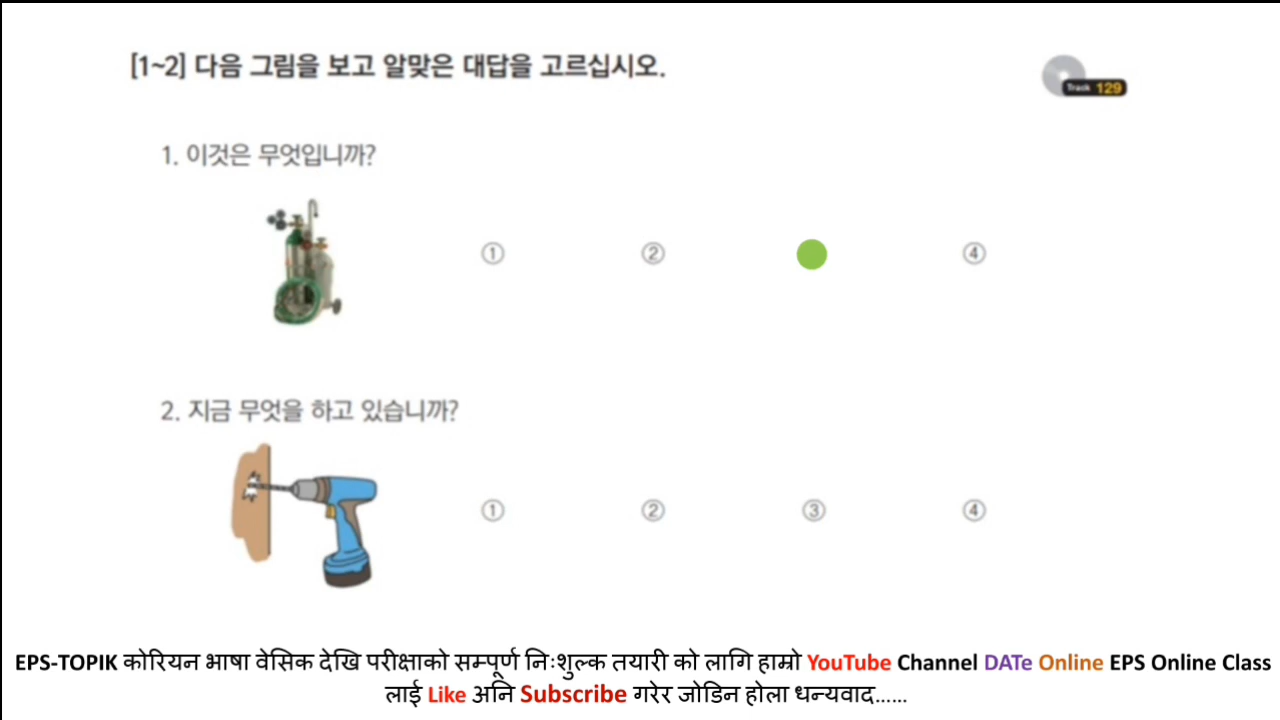 [1~2] 다음 그림을 보고 알맞은 대답을 고르십시오.
Track 129
1. 이것은 무엇입니까?
① ② ④
2. 지금 무엇을 하고 있습니까?
① ② ③ ④
EPS-TOPIK कोरियन भाषा वेसिक देखि परीक्षाको सम्पूर्ण निःशुल्क तयारी को लागि हाम्रो YouTube Channel DATe Online EPS Online Class
लाई Like अनि Subscribe गरेर जोडिन होला धन्यवाद......